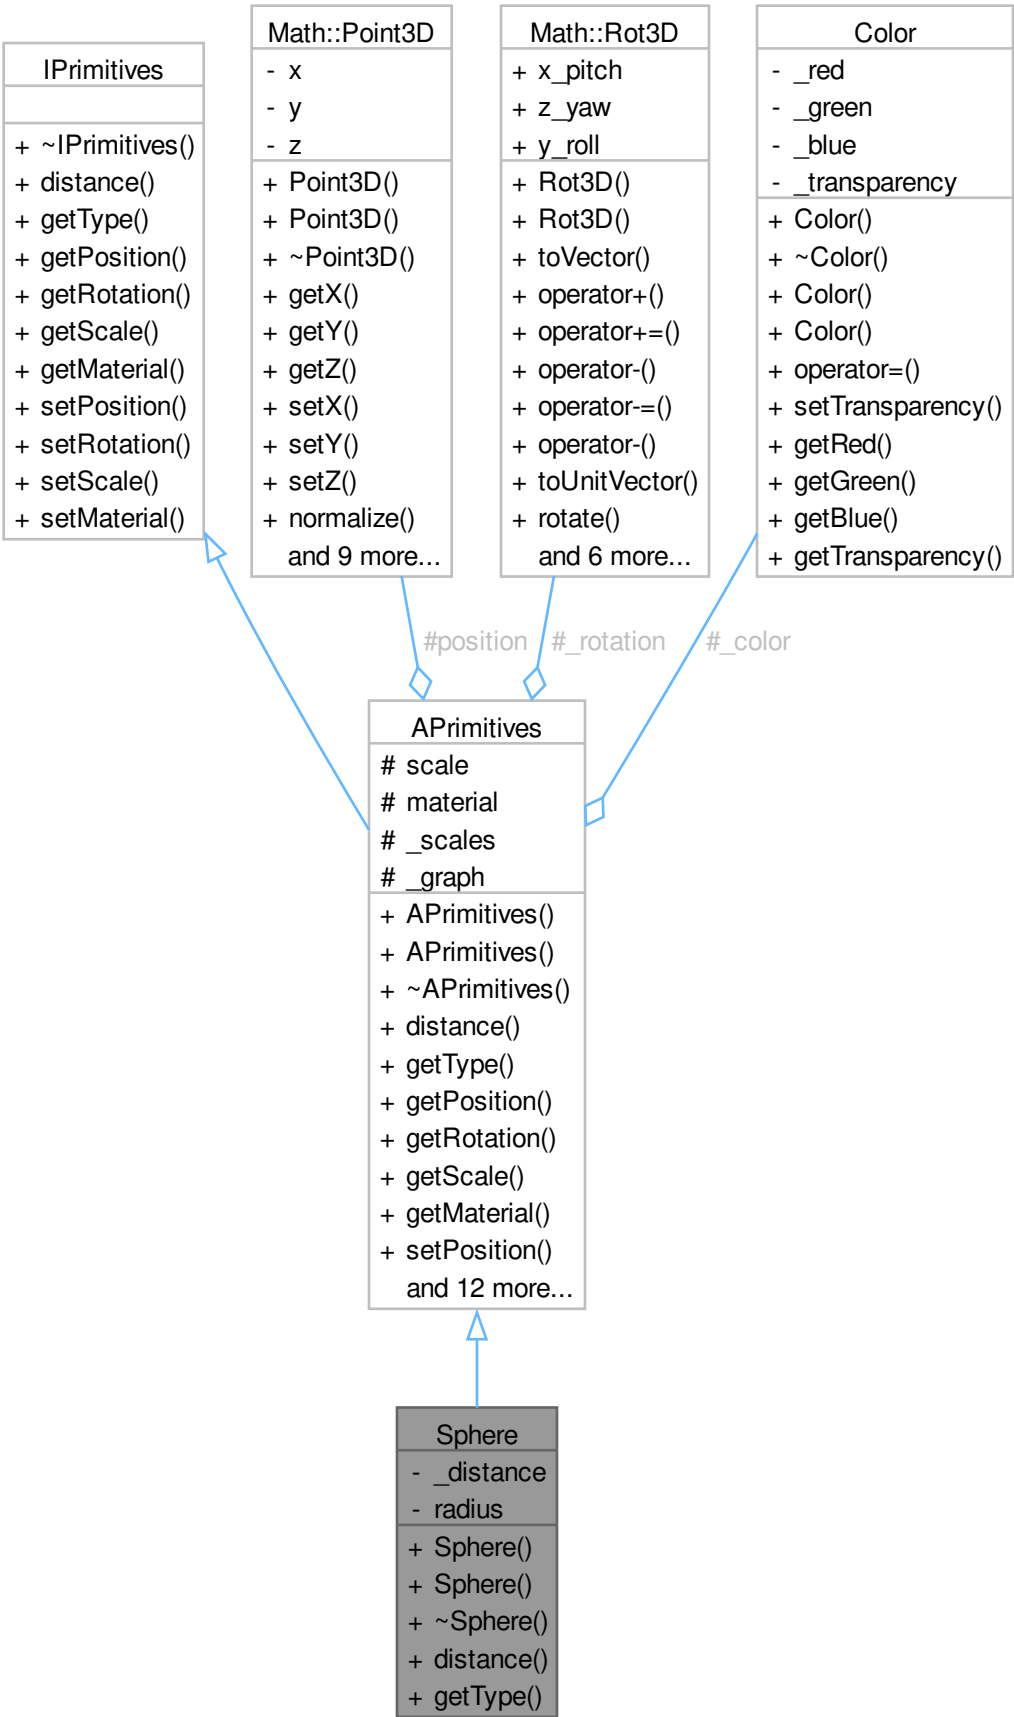 IPrimitives
+ ~IPrimitives()
+ distance()
+ getType()
+ getPosition()
+ getRotation()
+ getScale()
+ getMaterial()
+ setPosition()
+ setRotation()
+ setScale()
+ setMaterial()
Math::Point3D
- x
- y
- z
+ Point3D()
+ Point3D()
+ ~Point3D()
+ getX()
+ getY()
+ getZ()
+ setX()
+ setY()
+ setZ()
+ normalize()
and 9 more...
Math::Rot3D
+ x_pitch
+ z_yaw
+ y_roll
+ Rot3D()
+ Rot3D()
+ toVector()
+ operator+()
+ operator+=()
+ operator-()
+ operator-=()
+ operator-()
+ toUnitVector()
+ rotate()
and 6 more...
Color
- _red
- _green
- _blue
- _transparency
+ Color()
+ ~Color()
+ Color()
+ Color()
+ operator=()
+ setTransparency()
+ getRed()
+ getGreen()
+ getBlue()
+ getTransparency()
#position
#_rotation
#_color
APrimitives
# scale
# material
# _scales
# _graph
+ APrimitives()
+ APrimitives()
+ ~APrimitives()
+ distance()
+ getType()
+ getPosition()
+ getRotation()
+ getScale()
+ getMaterial()
+ setPosition()
and 12 more...
Sphere
- _distance
- radius
+ Sphere()
+ Sphere()
+ ~Sphere()
+ distance()
+ getType()